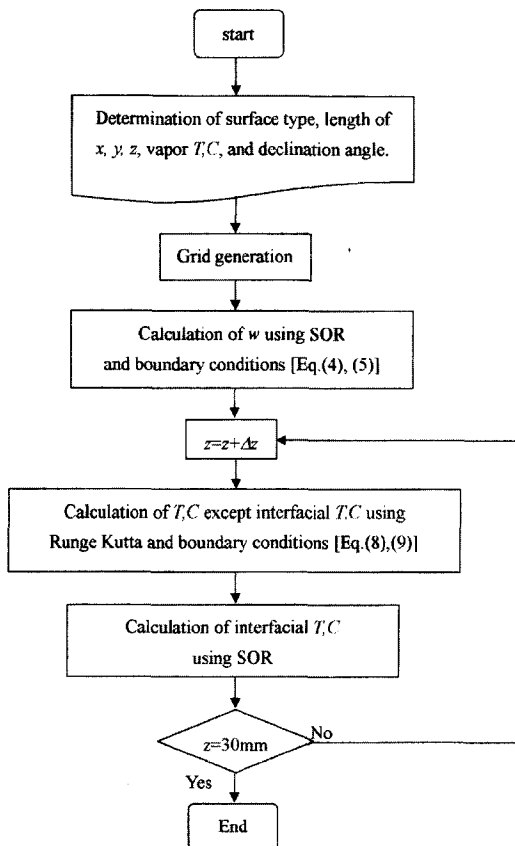 start
Determination of surface type, length of
x, y, z, vapor T,C, and declination angle.
Grid generation
Calculation of w using SOR
and boundary conditions [Eq.(4), (5)]
z=z+Δz
Calculation of T,C except interfacial T,C using
Runge Kutta and boundary conditions [Eq.(8),(9)]
Calculation of interfacial T,C
using SOR
z=30mm
No
Yes
End